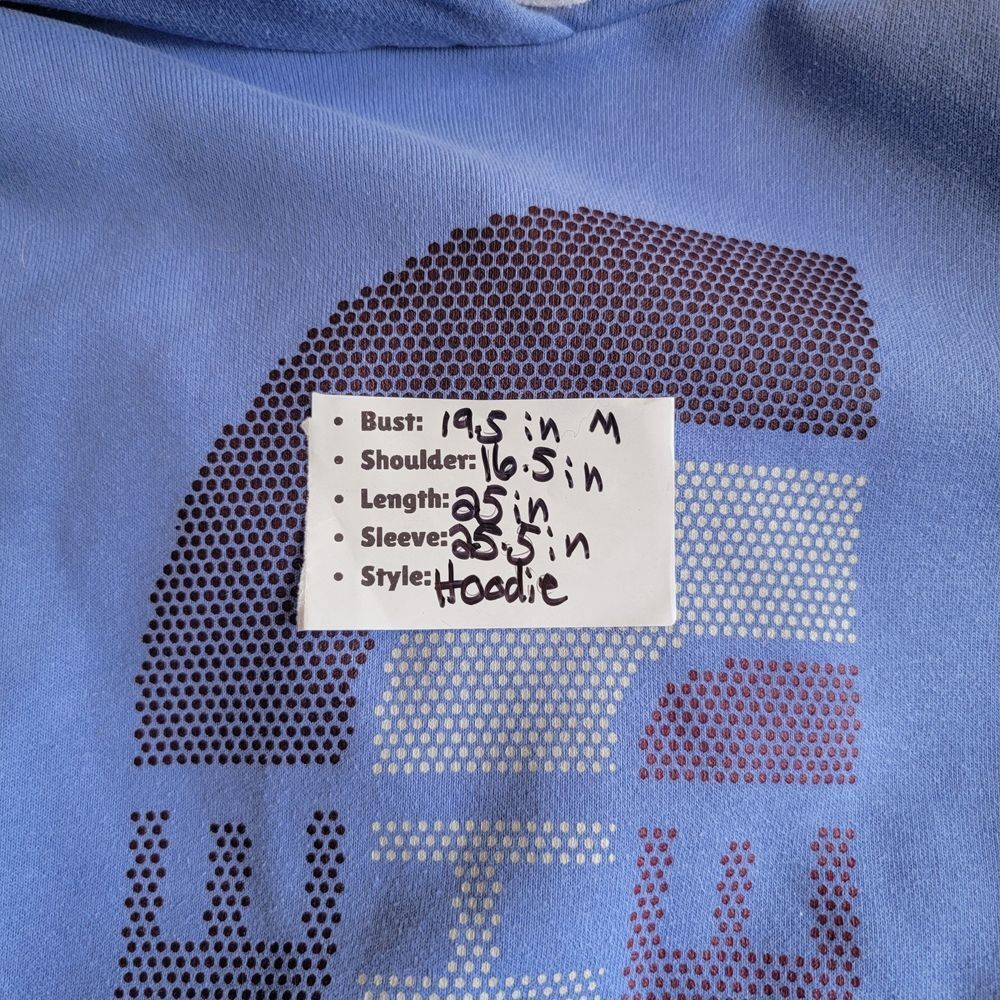 • Bust: 19.5 in M
• Shoulder: 16.5 in
• Length: 25 in
• Sleeve: 25.5 in
• Style: Hoodie